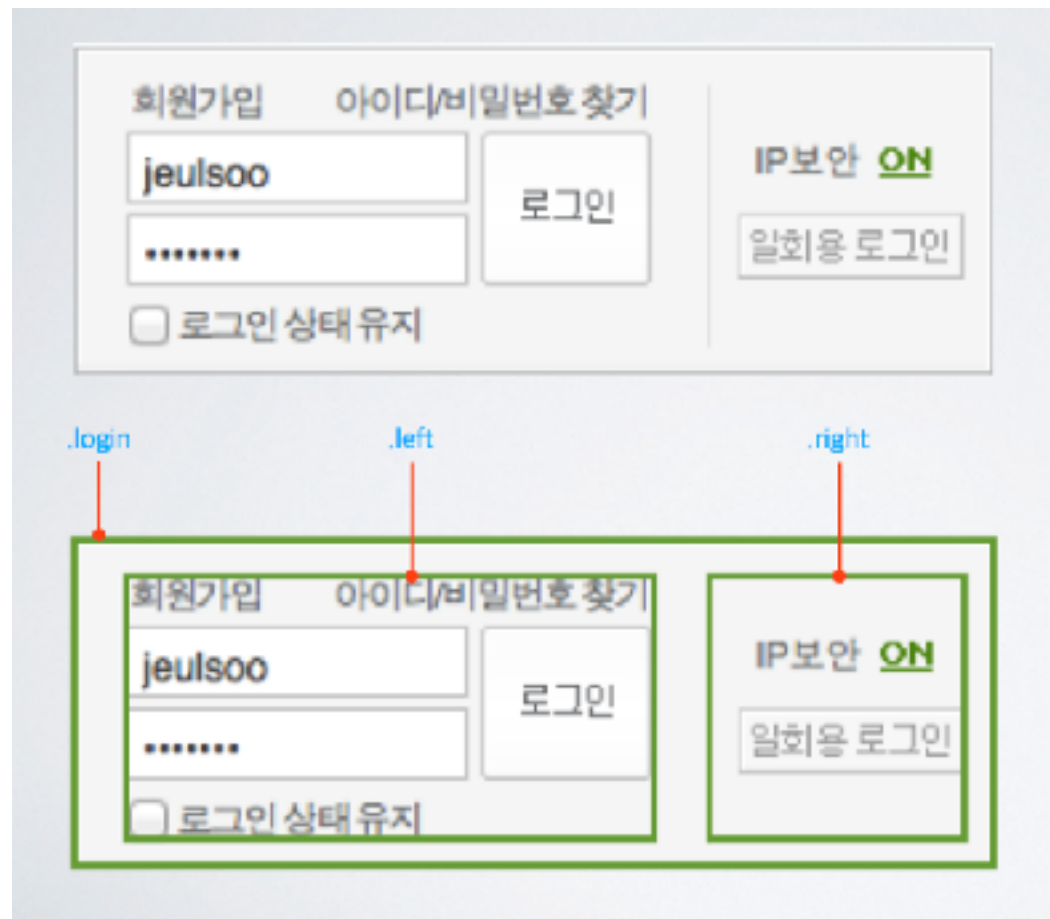 회원가입 아이디/비밀번호 찾기
jeulsoo
로그인
IP보안 ON
일회용 로그인
로그인 상태 유지
.login .left .right
회원가입 아이디/비밀번호 찾기
jeulsoo
로그인
IP보안 ON
일회용 로그인
로그인 상태 유지